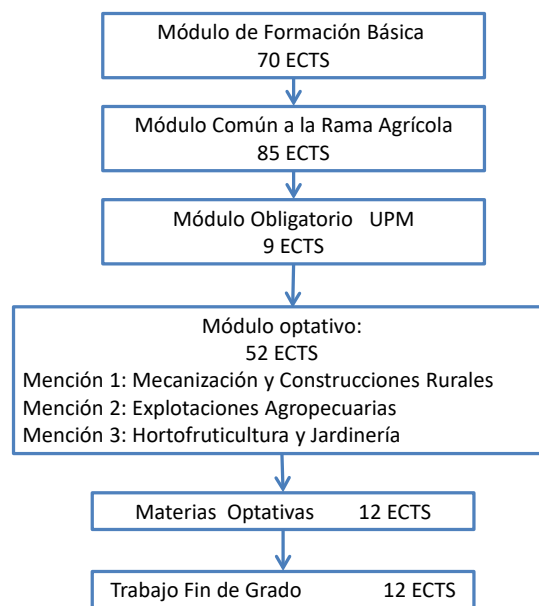 Módulo de Formación Básica
70 ECTS
Módulo Común a la Rama Agrícola
85 ECTS
Módulo Obligatorio UPM
9 ECTS
Módulo optativo:
52 ECTS
Mención 1: Mecanización y Construcciones Rurales
Mención 2: Explotaciones Agropecuarias
Mención 3: Hortofruticultura y Jardinería
Materias Optativas 12 ECTS
Trabajo Fin de Grado 12 ECTS